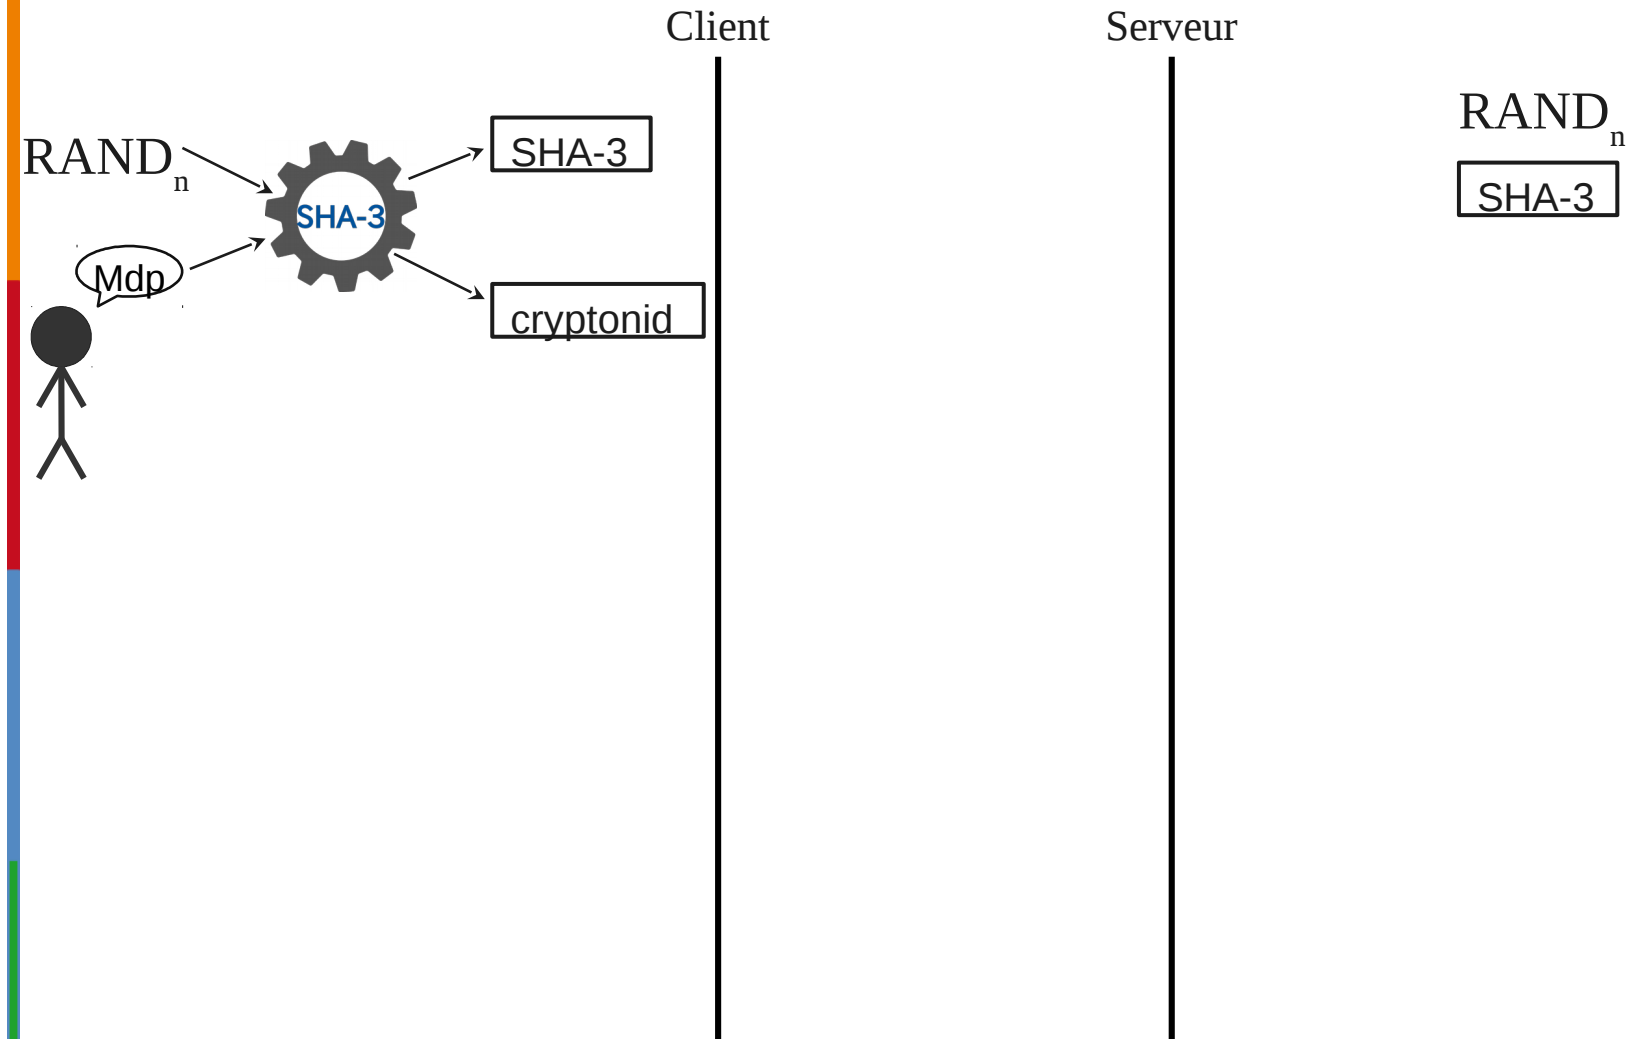 Client
Serveur
RANDn
SHA-3
RANDn
SHA-3
SHA-3
Mdp
cryptonid